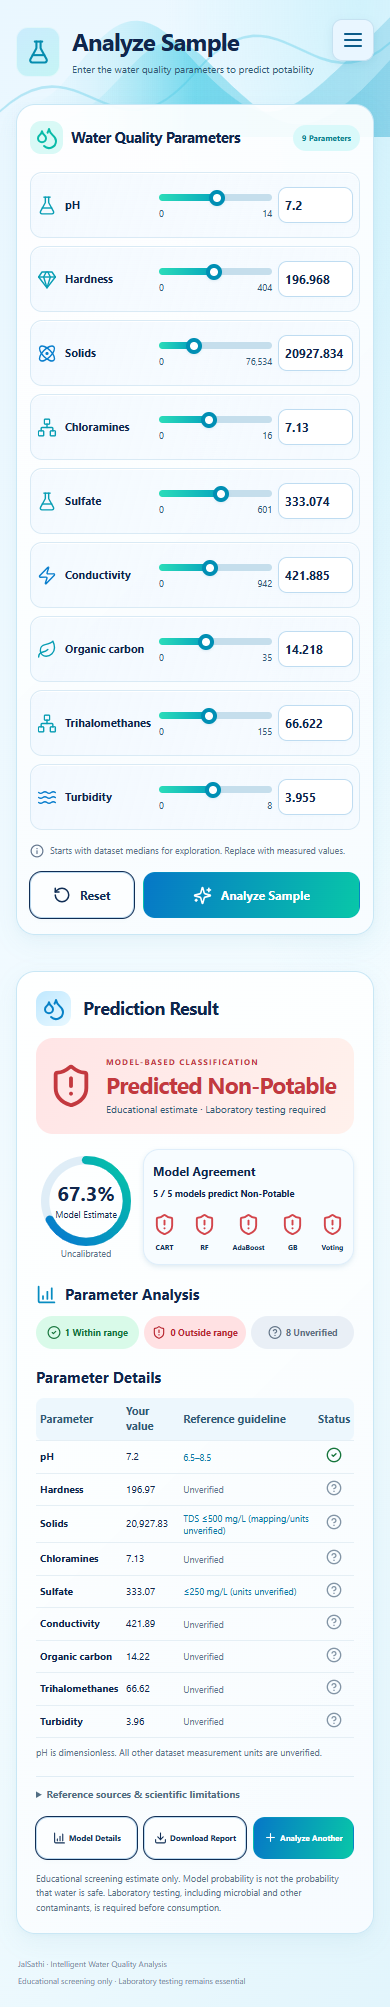 Analyze Sample
Enter the water quality parameters to predict potability
Water Quality Parameters
9 Parameters
pH
0
14
7.2
Hardness
0
404
196.968
Solids
0
76,534
20927.834
Chloramines
0
16
7.13
Sulfate
0
601
333.074
Conductivity
0
942
421.885
Organic carbon
0
35
14.218
Trihalomethanes
0
155
66.622
Turbidity
0
8
3.955
Starts with dataset medians for exploration. Replace with measured values.
Reset
Analyze Sample
Prediction Result
MODEL-BASED CLASSIFICATION
Predicted Non-Potable
Educational estimate · Laboratory testing required
67.3%
Model Estimate
Uncalibrated
Model Agreement
5 / 5 models predict Non-Potable
CART RF AdaBoost GB Voting
Parameter Analysis
1 Within range
0 Outside range
8 Unverified
Parameter Details
Parameter Your value Reference guideline Status
pH 7.2 6.5–8.5
Hardness 196.97 Unverified
Solids 20,927.83 TDS ≤500 mg/L (mapping/units unverified)
Chloramines 7.13 Unverified
Sulfate 333.07 ≤250 mg/L (units unverified)
Conductivity 421.89 Unverified
Organic carbon 14.22 Unverified
Trihalomethanes 66.62 Unverified
Turbidity 3.96 Unverified
pH is dimensionless. All other dataset measurement units are unverified.
Reference sources & scientific limitations
Model Details
Download Report
Analyze Another
Educational screening estimate only. Model probability is not the probability
that water is safe. Laboratory testing, including microbial and other
contaminants, is required before consumption.
JalSathi · Intelligent Water Quality Analysis
Educational screening only · Laboratory testing remains essential